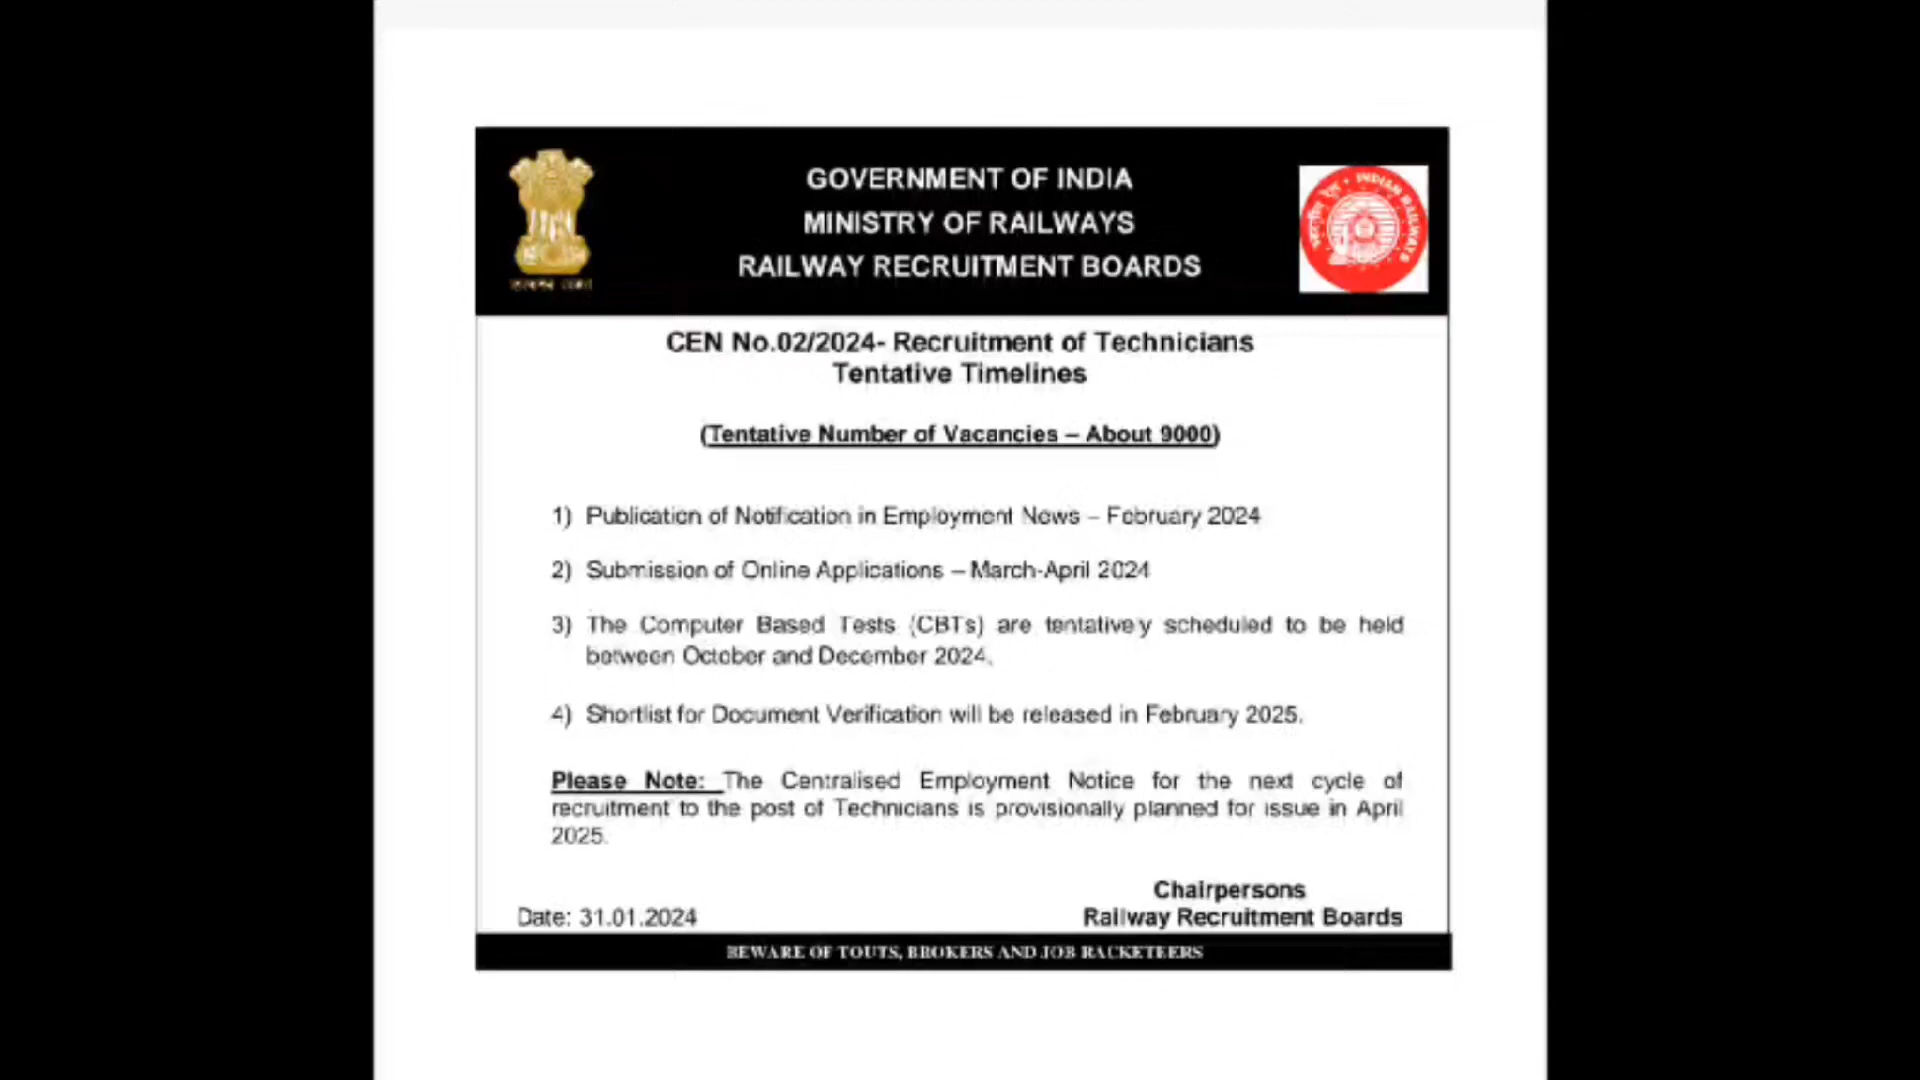 GOVERNMENT OF INDIA
MINISTRY OF RAILWAYS
RAILWAY RECRUITMENT BOARDS
INDIAN RAILWAYS
CEN No.02/2024- Recruitment of Technicians
Tentative Timelines
(Tentative Number of Vacancies – About 9000)
1) Publication of Notification in Employment News – February 2024
2) Submission of Online Applications – March-April 2024
3) The Computer Based Tests (CBTs) are tentatively scheduled to be held
between October and December 2024.
4) Shortlist for Document Verification will be released in February 2025.
Please Note: The Centralised Employment Notice for the next cycle of
recruitment to the post of Technicians is provisionally planned for issue in April
2025.
Chairpersons
Date: 31.01.2024
Railway Recruitment Boards
BEWARE OF TOUTS, BROKERS AND JOB RACKETEERS